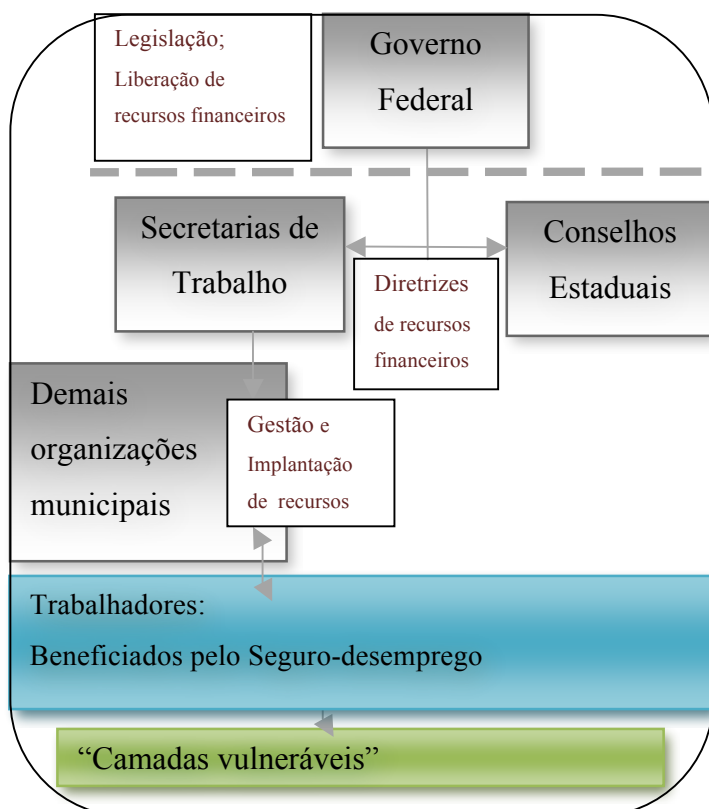 Legislação;
Liberação de
recursos financeiros
Governo
Federal
Secretarias de
Trabalho
Diretrizes
de recursos
financeiros
Conselhos
Estaduais
Demais
organizações
municipais
Gestão e
Implantação
de recursos
Trabalhadores:
Beneficiados pelo Seguro-desemprego
“Camadas vulneráveis”